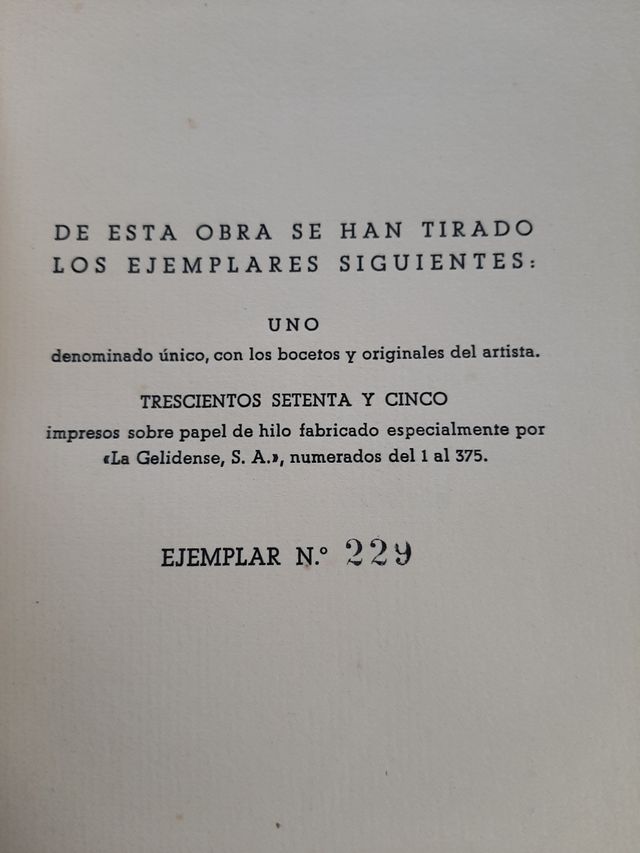 DE ESTA OBRA SE HAN TIRADO
LOS EJEMPLARES SIGUIENTES:
UNO
denominado único, con los bocetos y originales del artista.
TRESCIENTOS SETENTA Y CINCO
impresos sobre papel de hilo fabricado especialmente por
«La Gelidense, S. A.», numerados del 1 al 375.
EJEMPLAR N.º 229